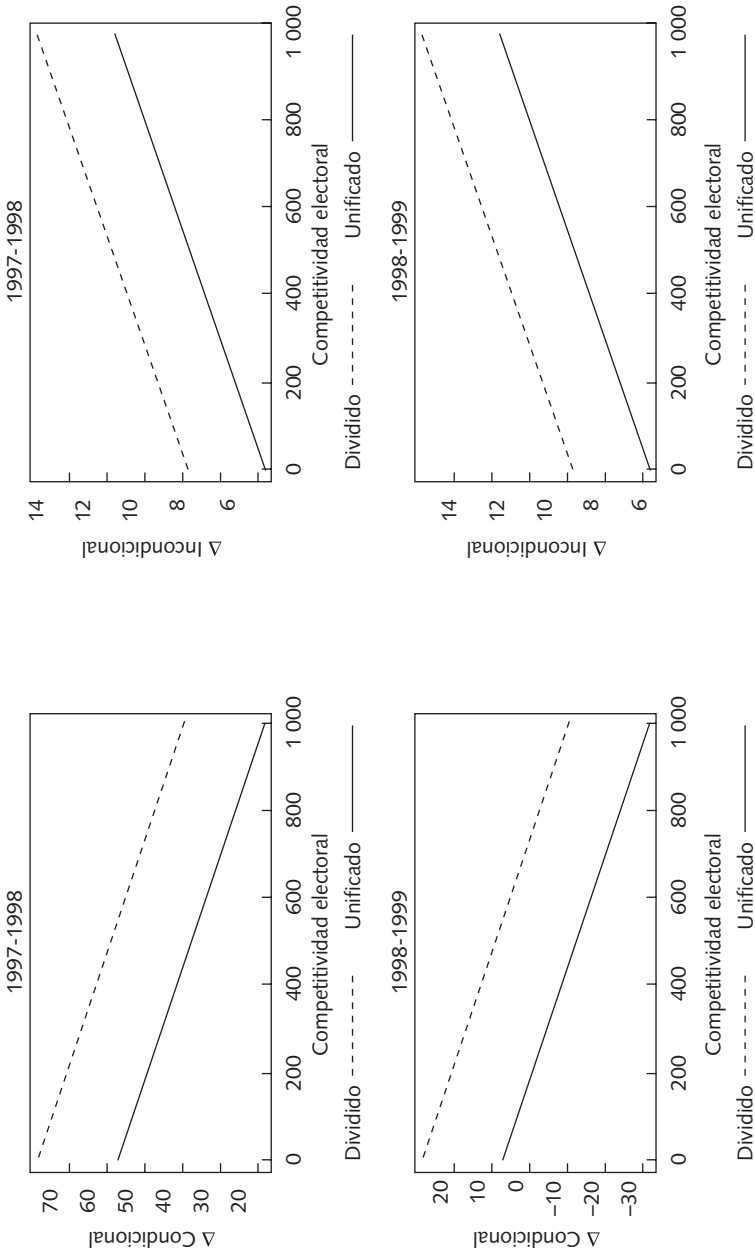 1997-1998
Δ Condicional
70
60
50
40
30
20
0 200 400 600 800 1 000
Competitividad electoral
Dividido Unificado
1997-1998
Δ Incondicional
14
12
10
8
6
0 200 400 600 800 1 000
Competitividad electoral
Dividido Unificado
1998-1999
Δ Condicional
20
10
0
−10
−20
−30
0 200 400 600 800 1 000
Competitividad electoral
Dividido Unificado
1998-1999
Δ Incondicional
14
12
10
8
6
0 200 400 600 800 1 000
Competitividad electoral
Dividido Unificado